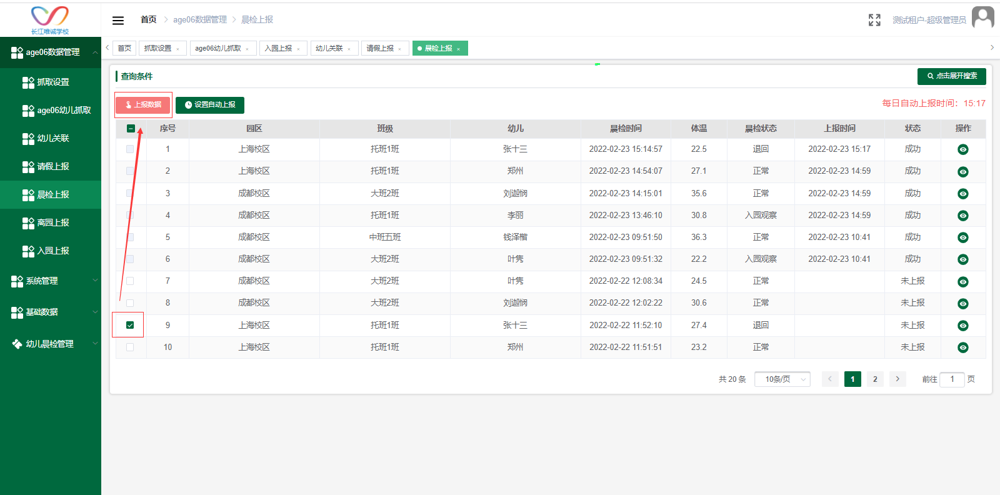 长江唯诚学校
首页 age06数据管理 晨检上报
测试租户-超级管理员
首页 抓取设置 age06幼儿抓取 入园上报 幼儿关联 请假上报 晨检上报
age06数据管理
抓取设置
age06幼儿抓取
幼儿关联
请假上报
晨检上报
离园上报
入园上报
系统管理
基础数据
幼儿晨检管理
查询条件
点击展开搜索
上报数据 设置自动上报
每日自动上报时间：15:17
序号 园区 班级 幼儿 晨检时间 体温 晨检状态 上报时间 状态 操作
1 上海校区 托班1班 张十三 2022-02-23 15:14:57 22.5 退回 2022-02-23 15:17 成功
2 上海校区 托班1班 郑州 2022-02-23 14:54:07 27.1 正常 2022-02-23 14:59 成功
3 成都校区 大班2班 刘迦悯 2022-02-23 14:15:01 35.6 正常 2022-02-23 14:59 成功
4 成都校区 托班1班 李丽 2022-02-23 13:46:10 30.8 入园观察 2022-02-23 14:59 成功
5 成都校区 中班五班 钱泽楷 2022-02-23 09:51:50 36.3 正常 2022-02-23 10:41 成功
6 成都校区 大班2班 叶隽 2022-02-23 09:51:32 22.2 入园观察 2022-02-23 10:41 成功
7 成都校区 大班2班 叶隽 2022-02-22 12:08:34 24.5 正常 未上报
8 成都校区 大班2班 刘迦悯 2022-02-22 12:02:22 30.6 正常 未上报
9 上海校区 托班1班 张十三 2022-02-22 11:52:10 27.4 退回 未上报
10 上海校区 托班1班 郑州 2022-02-22 11:51:51 23.2 正常 未上报
共 20 条 10条/页 1 2 前往 1 页